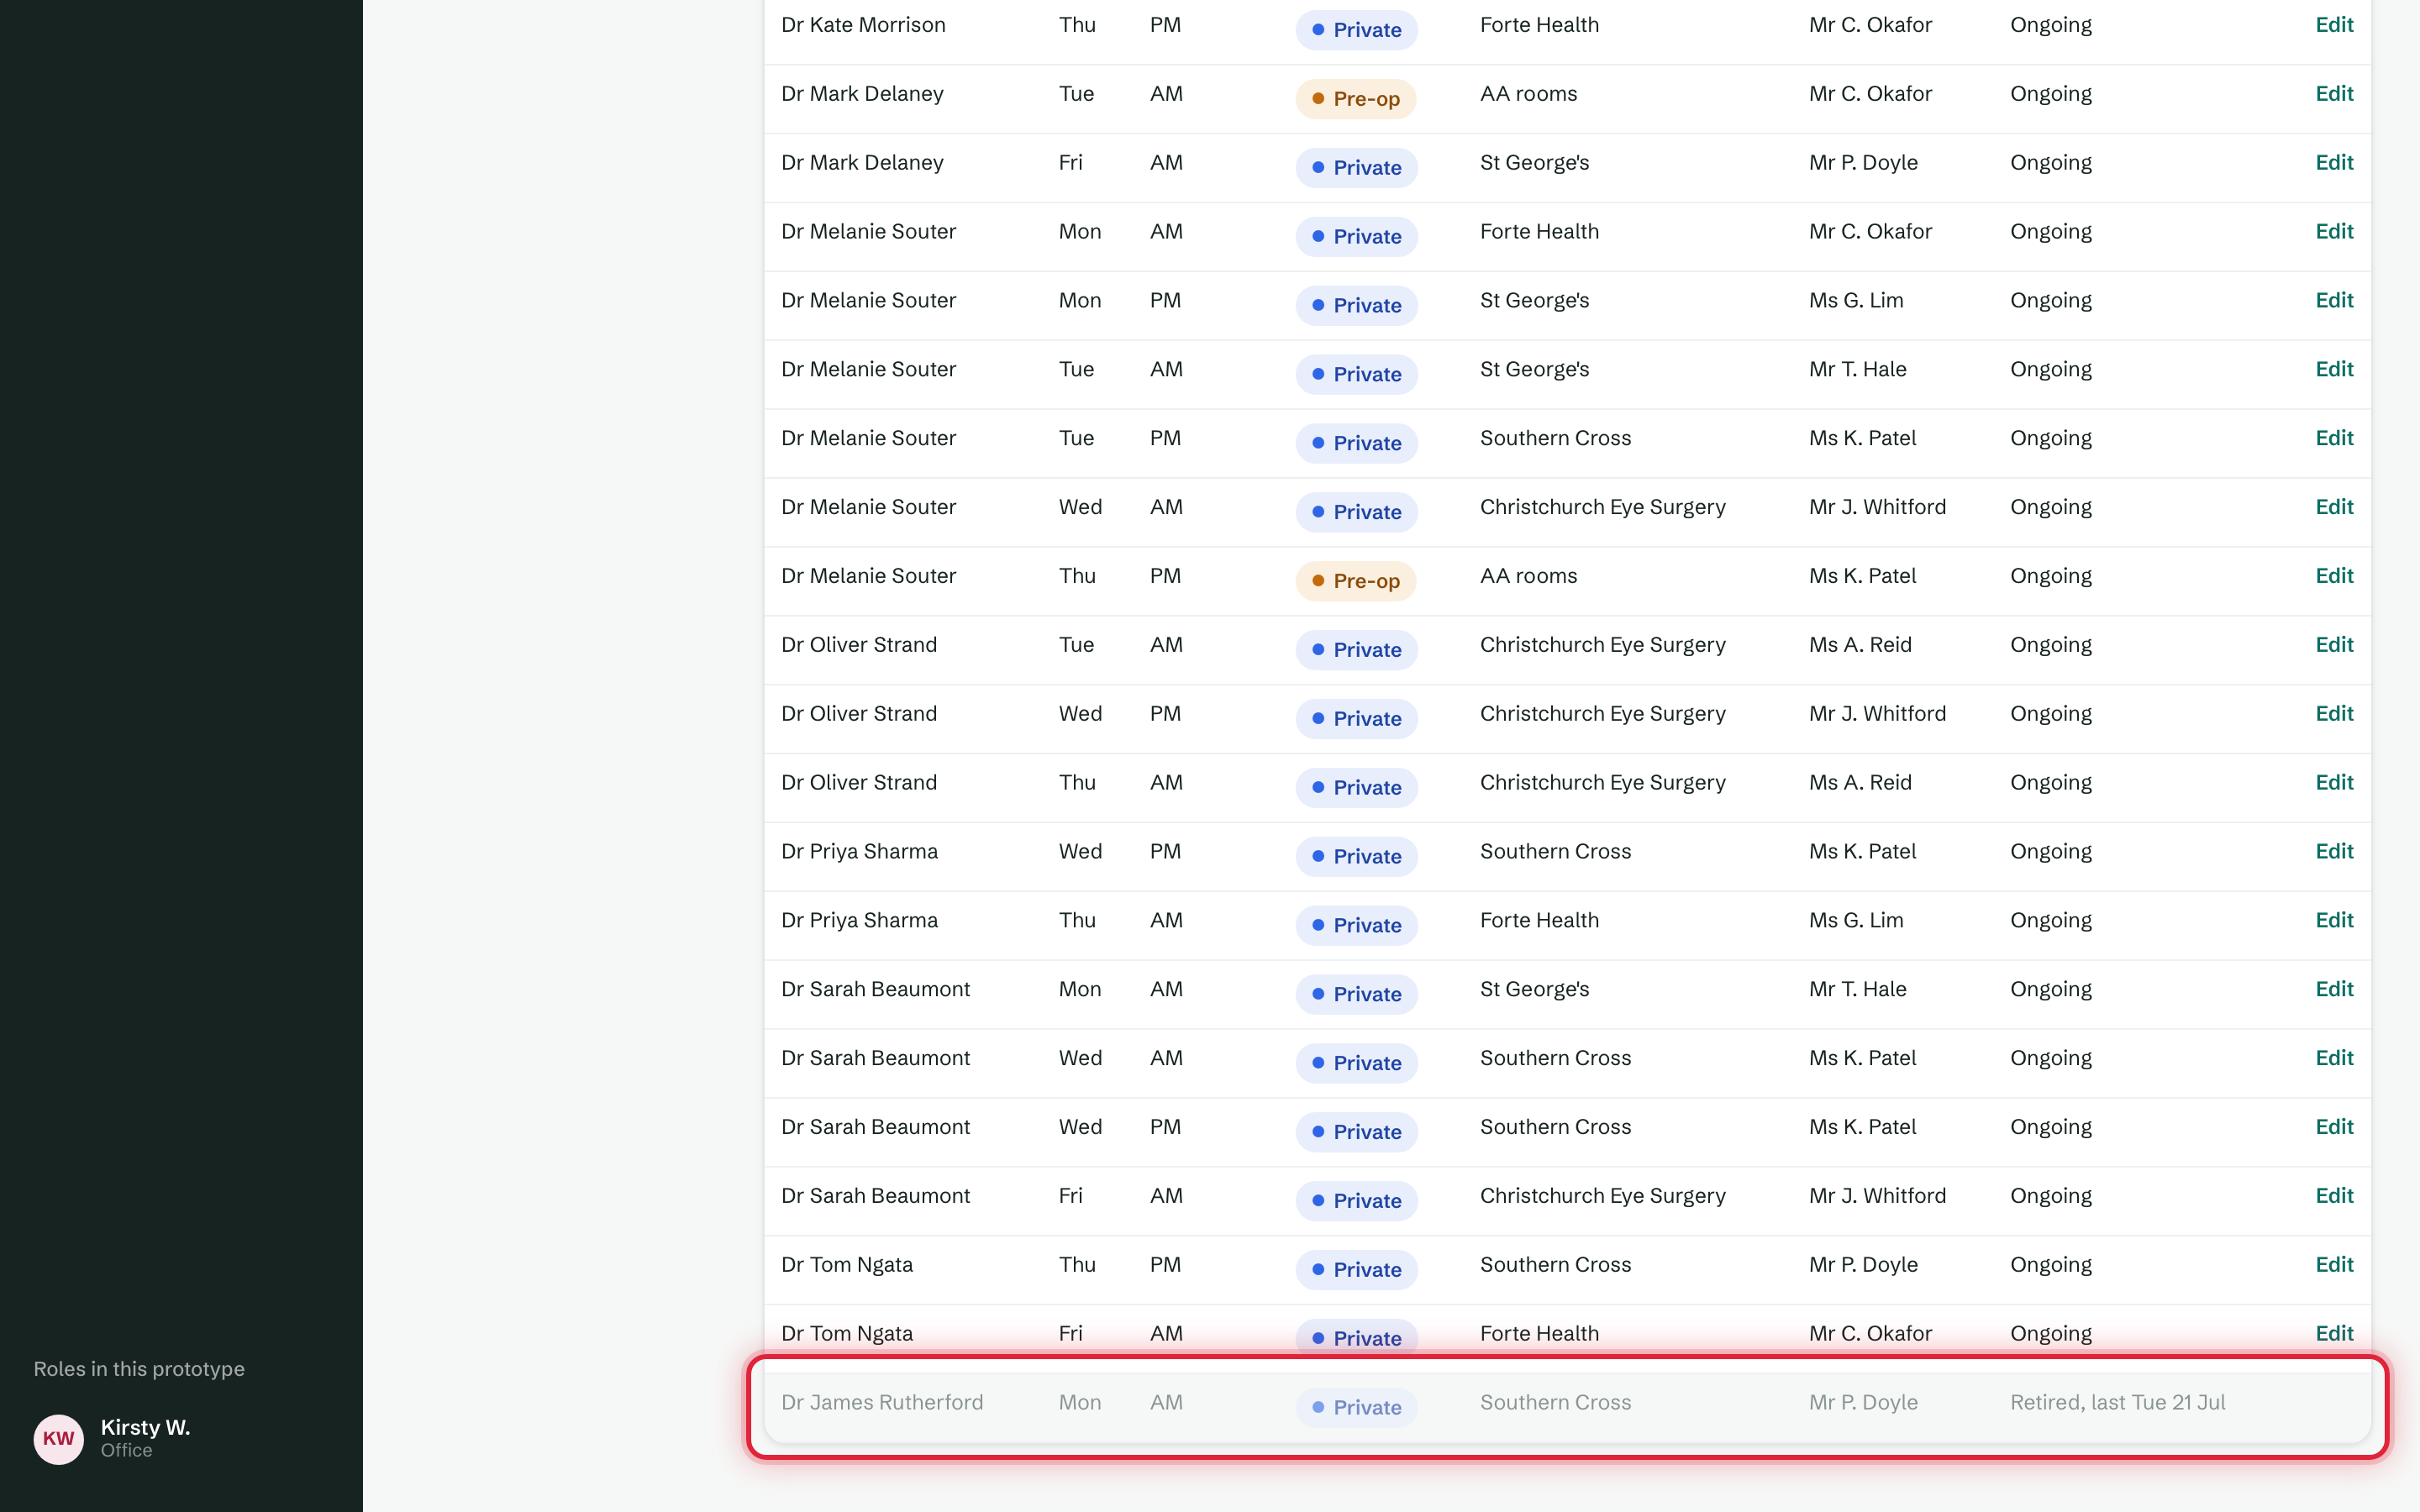 Dr Kate Morrison Thu PM Private Forte Health Mr C. Okafor Ongoing Edit
Dr Mark Delaney Tue AM Pre-op AA rooms Mr C. Okafor Ongoing Edit
Dr Mark Delaney Fri AM Private St George's Mr P. Doyle Ongoing Edit
Dr Melanie Souter Mon AM Private Forte Health Mr C. Okafor Ongoing Edit
Dr Melanie Souter Mon PM Private St George's Ms G. Lim Ongoing Edit
Dr Melanie Souter Tue AM Private St George's Mr T. Hale Ongoing Edit
Dr Melanie Souter Tue PM Private Southern Cross Ms K. Patel Ongoing Edit
Dr Melanie Souter Wed AM Private Christchurch Eye Surgery Mr J. Whitford Ongoing Edit
Dr Melanie Souter Thu PM Pre-op AA rooms Ms K. Patel Ongoing Edit
Dr Oliver Strand Tue AM Private Christchurch Eye Surgery Ms A. Reid Ongoing Edit
Dr Oliver Strand Wed PM Private Christchurch Eye Surgery Mr J. Whitford Ongoing Edit
Dr Oliver Strand Thu AM Private Christchurch Eye Surgery Ms A. Reid Ongoing Edit
Dr Priya Sharma Wed PM Private Southern Cross Ms K. Patel Ongoing Edit
Dr Priya Sharma Thu AM Private Forte Health Ms G. Lim Ongoing Edit
Dr Sarah Beaumont Mon AM Private St George's Mr T. Hale Ongoing Edit
Dr Sarah Beaumont Wed AM Private Southern Cross Ms K. Patel Ongoing Edit
Dr Sarah Beaumont Wed PM Private Southern Cross Ms K. Patel Ongoing Edit
Dr Sarah Beaumont Fri AM Private Christchurch Eye Surgery Mr J. Whitford Ongoing Edit
Dr Tom Ngata Thu PM Private Southern Cross Mr P. Doyle Ongoing Edit
Dr Tom Ngata Fri AM Private Forte Health Mr C. Okafor Ongoing Edit
Dr James Rutherford Mon AM Private Southern Cross Mr P. Doyle Retired, last Tue 21 Jul
Roles in this prototype
KW Kirsty W.
Office